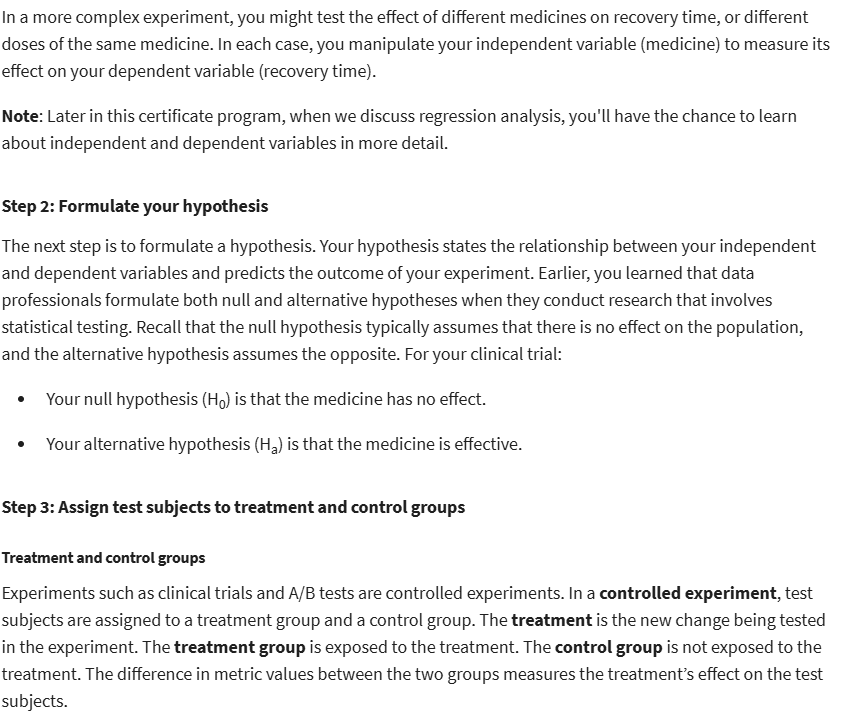 In a more complex experiment, you might test the effect of different medicines on recovery time, or different
doses of the same medicine. In each case, you manipulate your independent variable (medicine) to measure its
effect on your dependent variable (recovery time).
Note: Later in this certificate program, when we discuss regression analysis, you'll have the chance to learn
about independent and dependent variables in more detail.
Step 2: Formulate your hypothesis
The next step is to formulate a hypothesis. Your hypothesis states the relationship between your independent
and dependent variables and predicts the outcome of your experiment. Earlier, you learned that data
professionals formulate both null and alternative hypotheses when they conduct research that involves
statistical testing. Recall that the null hypothesis typically assumes that there is no effect on the population,
and the alternative hypothesis assumes the opposite. For your clinical trial:
• Your null hypothesis (H₀) is that the medicine has no effect.
• Your alternative hypothesis (Hₐ) is that the medicine is effective.
Step 3: Assign test subjects to treatment and control groups
Treatment and control groups
Experiments such as clinical trials and A/B tests are controlled experiments. In a controlled experiment, test
subjects are assigned to a treatment group and a control group. The treatment is the new change being tested
in the experiment. The treatment group is exposed to the treatment. The control group is not exposed to the
treatment. The difference in metric values between the two groups measures the treatment’s effect on the test
subjects.